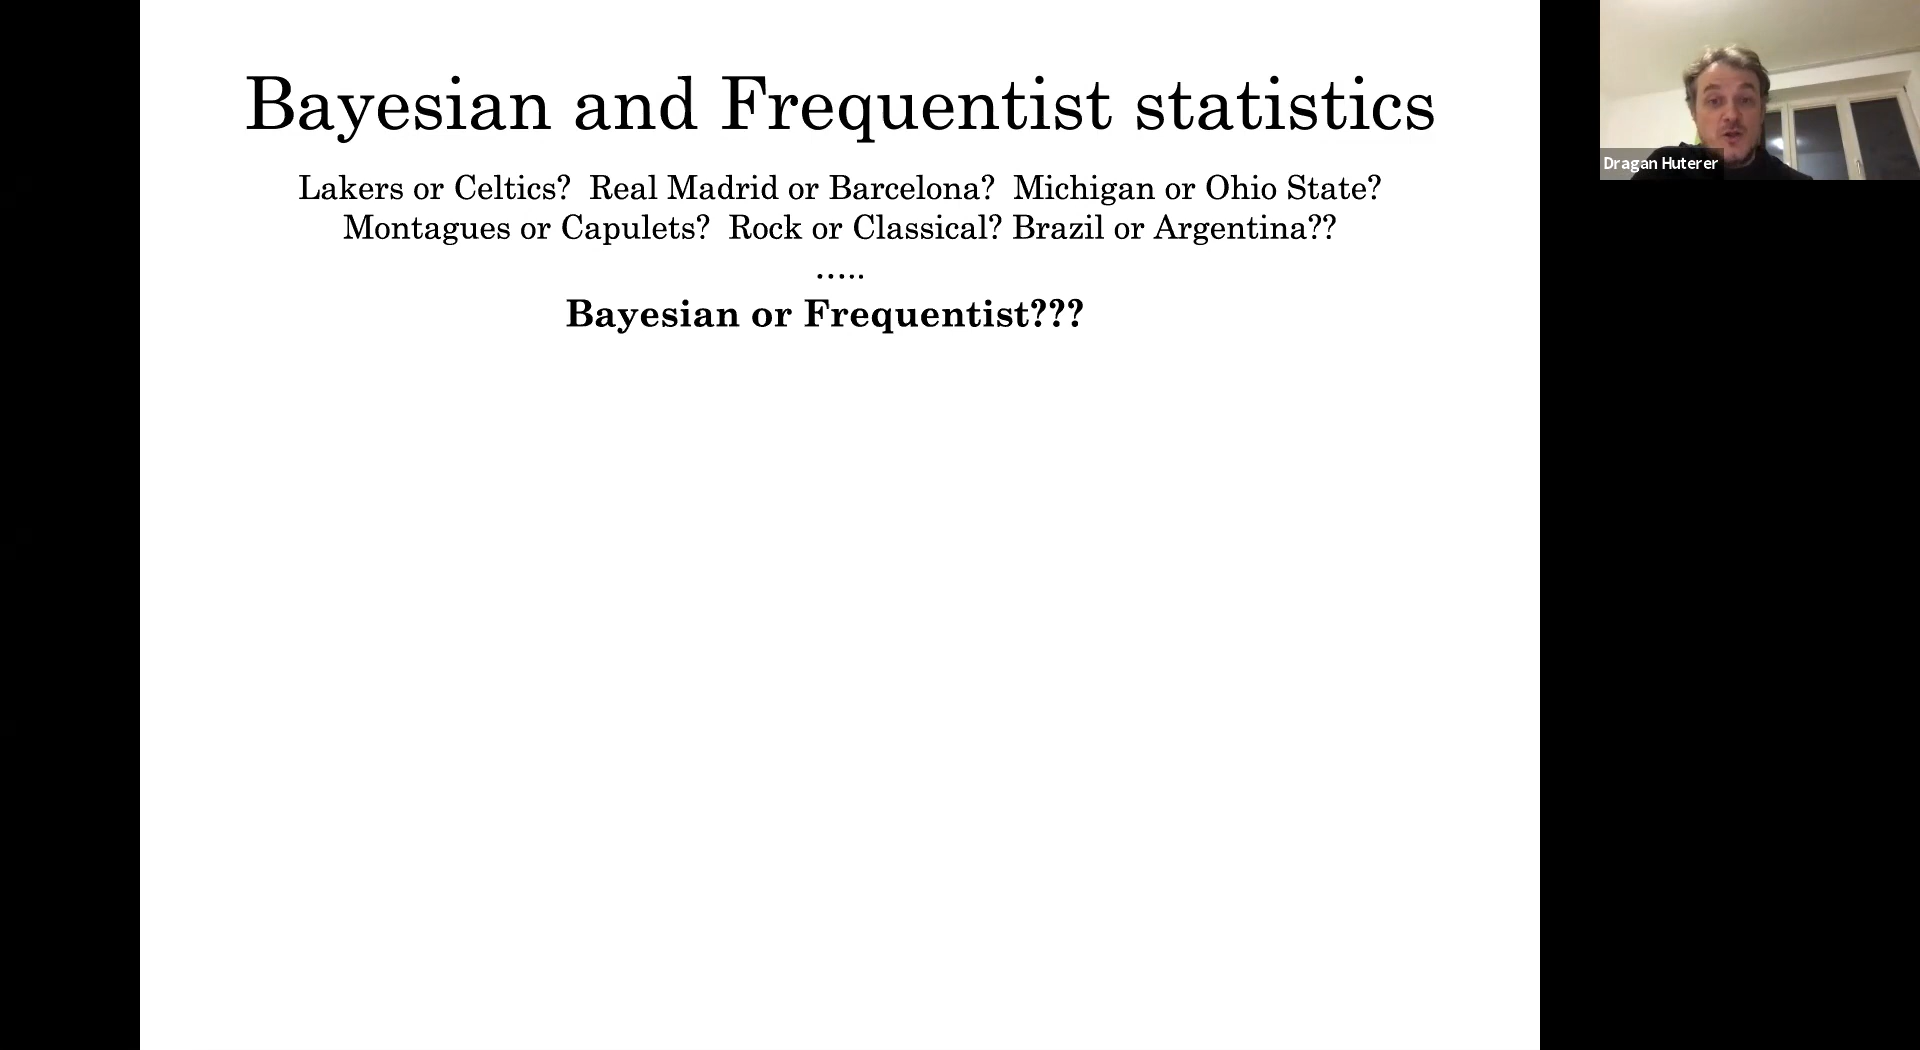 Bayesian and Frequentist statistics
Lakers or Celtics? Real Madrid or Barcelona? Michigan or Ohio State?
Montagues or Capulets? Rock or Classical? Brazil or Argentina??
.....
Bayesian or Frequentist???
Dragan Huterer